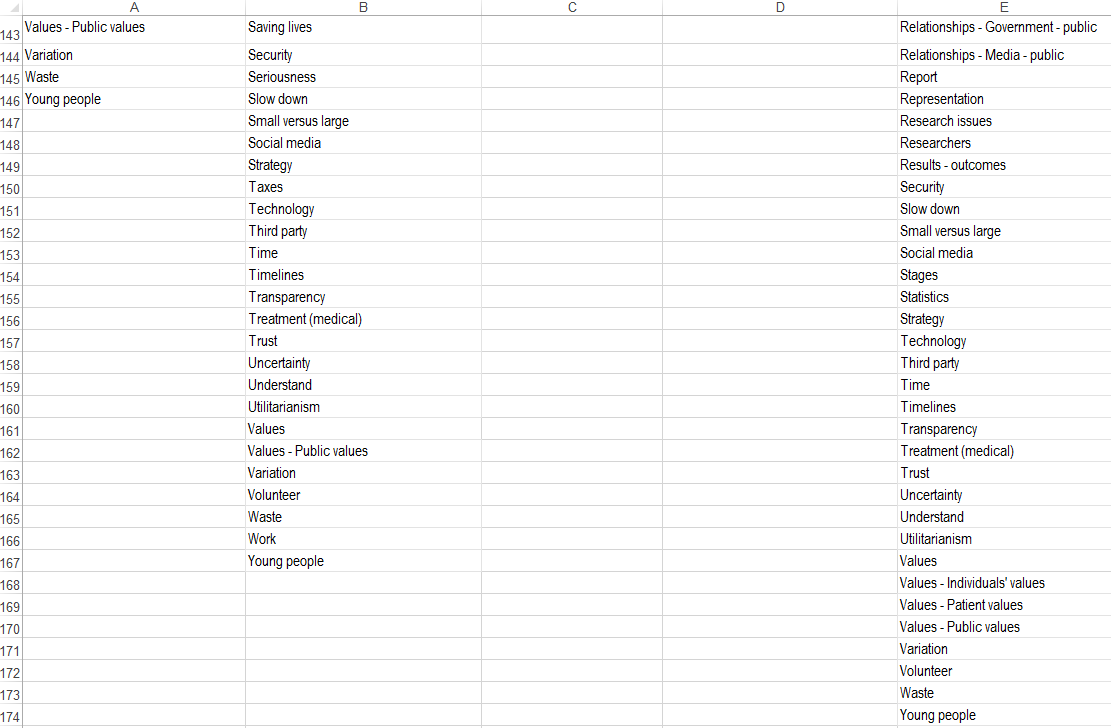 A B C D E
143 Values - Public values Saving lives Relationships - Government - public
144 Variation Security Relationships - Media - public
145 Waste Seriousness Report
146 Young people Slow down Representation
147 Small versus large Research issues
148 Social media Researchers
149 Strategy Results - outcomes
150 Taxes Security
151 Technology Slow down
152 Third party Small versus large
153 Time Social media
154 Timelines Stages
155 Transparency Statistics
156 Treatment (medical) Strategy
157 Trust Technology
158 Uncertainty Third party
159 Understand Time
160 Utilitarianism Timelines
161 Values Transparency
162 Values - Public values Treatment (medical)
163 Variation Trust
164 Volunteer Uncertainty
165 Waste Understand
166 Work Utilitarianism
167 Young people Values
168 Values - Individuals' values
169 Values - Patient values
170 Values - Public values
171 Variation
172 Volunteer
173 Waste
174 Young people